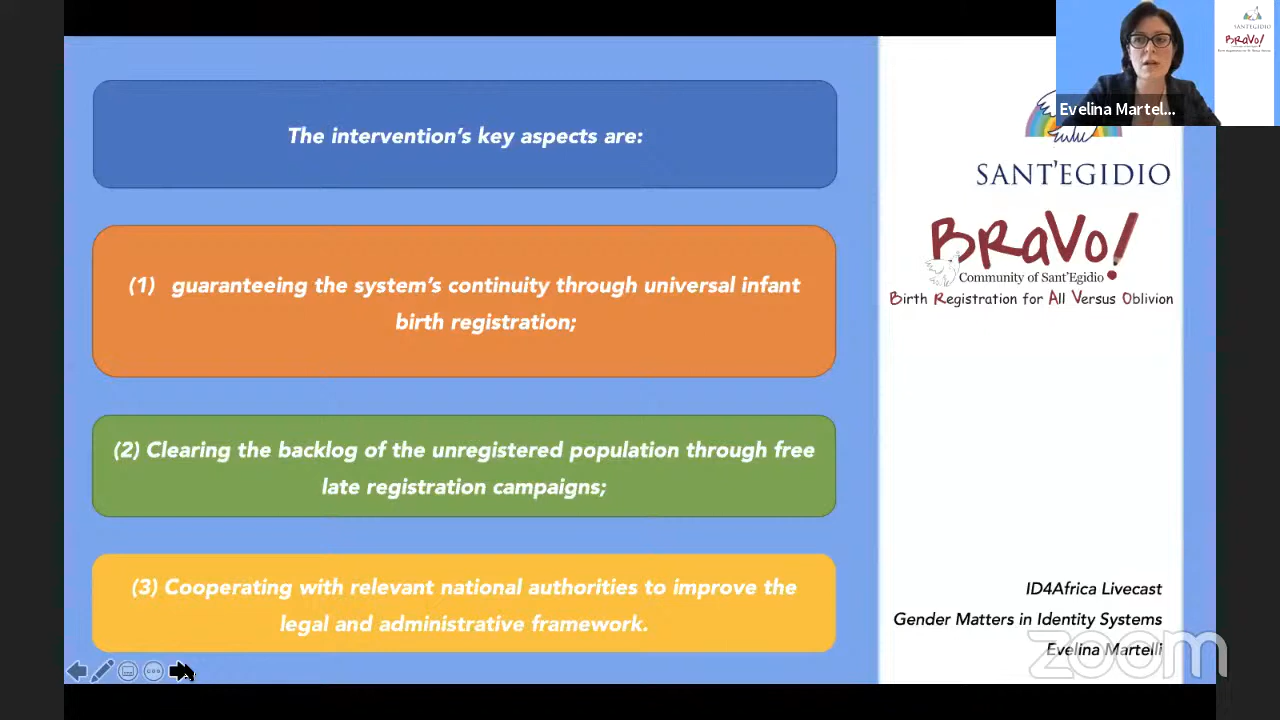 The intervention's key aspects are:
(1) guaranteeing the system's continuity through universal infant
birth registration;
(2) Clearing the backlog of the unregistered population through free
late registration campaigns;
(3) Cooperating with relevant national authorities to improve the
legal and administrative framework.
SANT'EGIDIO
BRaVo!
Evelina Martel...
SANT'EGIDIO
BRaVo!
Community of Sant'Egidio
Birth Registration for All Versus Oblivion
ID4Africa Livecast
Gender Matters in Identity Systems
Evelina Martelli
zoom